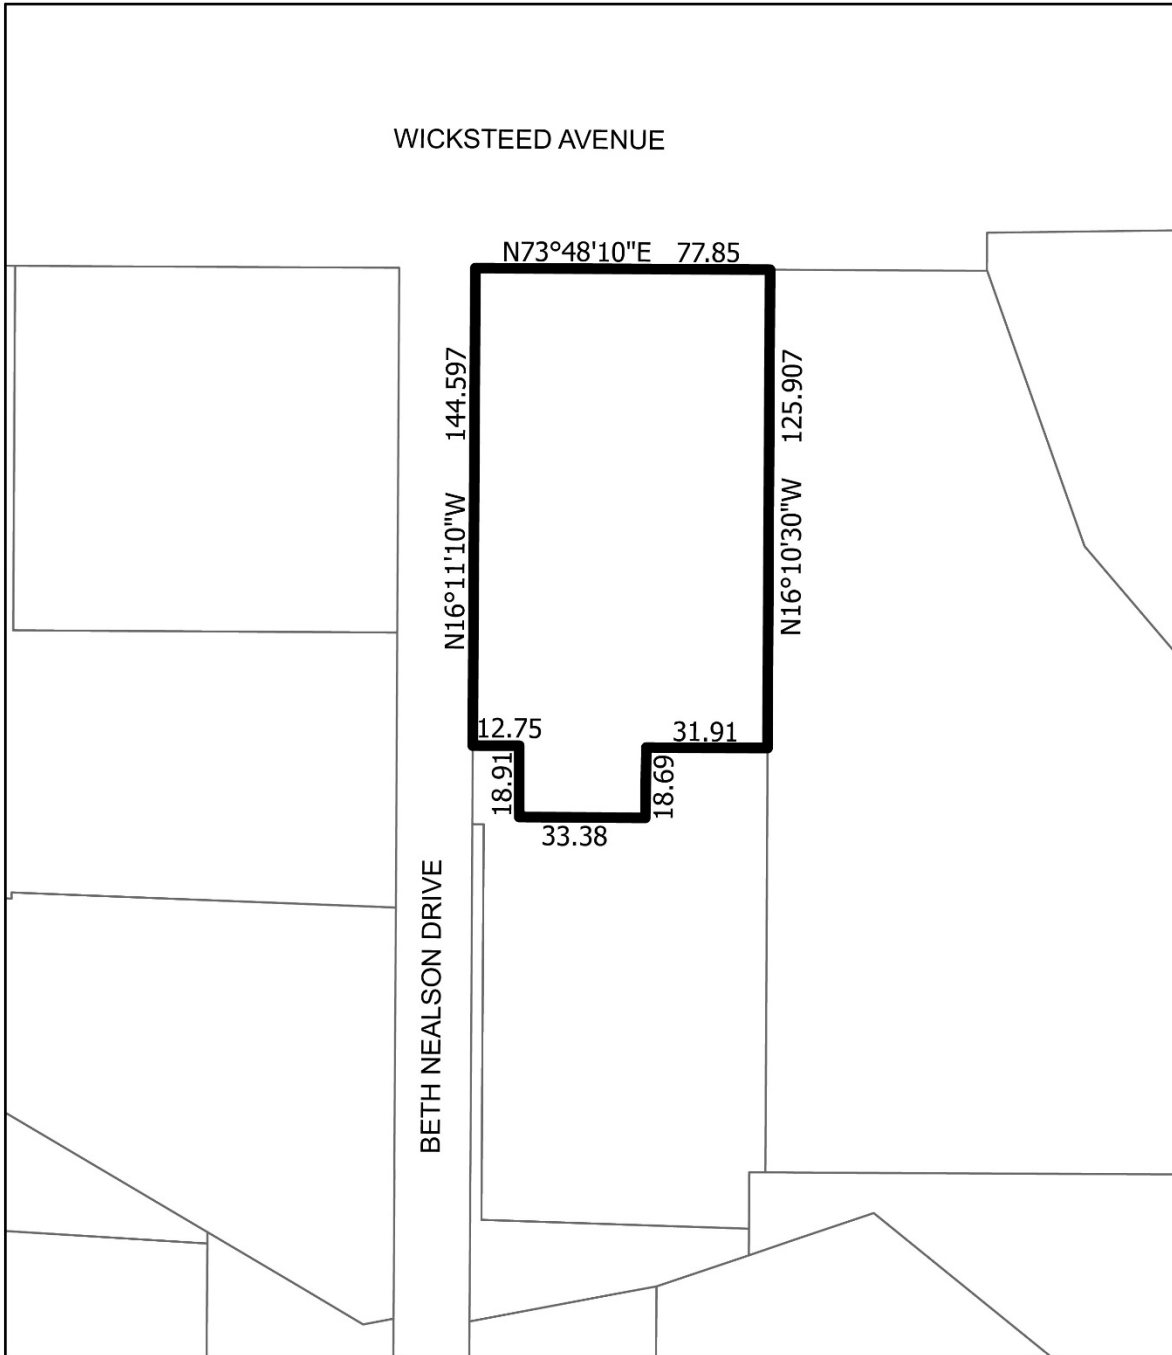 WICKSTEED AVENUE
N73°48'10"E 77.85
144.597
125.907
N16°11'10"W
N16°10'30"W
12.75
31.91
18.91
18.69
33.38
BETH NEALSON DRIVE